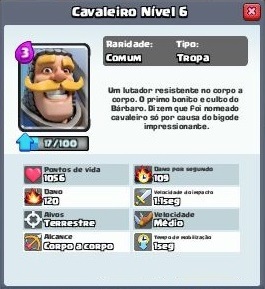 Cavaleiro Nível 6
3
Raridade:
Comum
Tipo:
Tropa
Um lutador resistente no corpo a
corpo. O primo bonito e culto do
Bárbaro. Dizem que foi nomeado
cavaleiro só por causa do bigode
impressionante.
17/100
Pontos de vida
1056
Dano por segundo
109
Dano
120
Velocidade do impacto
1.1seg
Alvos
Terrestre
Velocidade
Médio
Alcance
Corpo a corpo
Tempo de mobilização
1seg